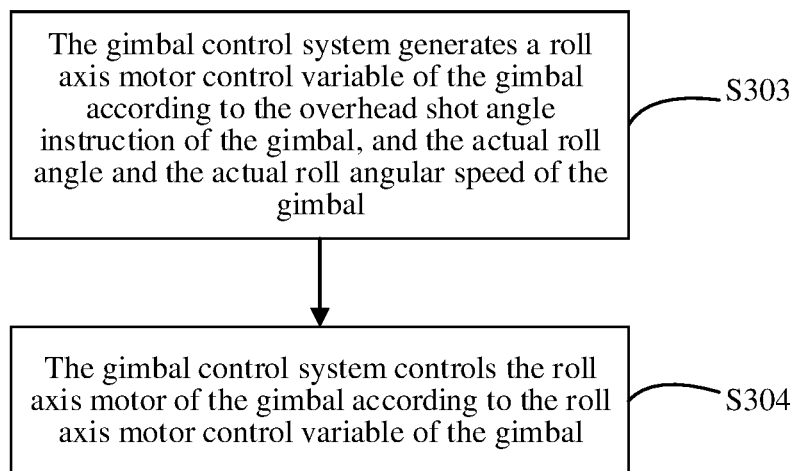 The gimbal control system generates a roll
axis motor control variable of the gimbal
according to the overhead shot angle
instruction of the gimbal, and the actual roll
angle and the actual roll angular speed of the
gimbal
S303
The gimbal control system controls the roll
axis motor of the gimbal according to the roll
axis motor control variable of the gimbal
S304